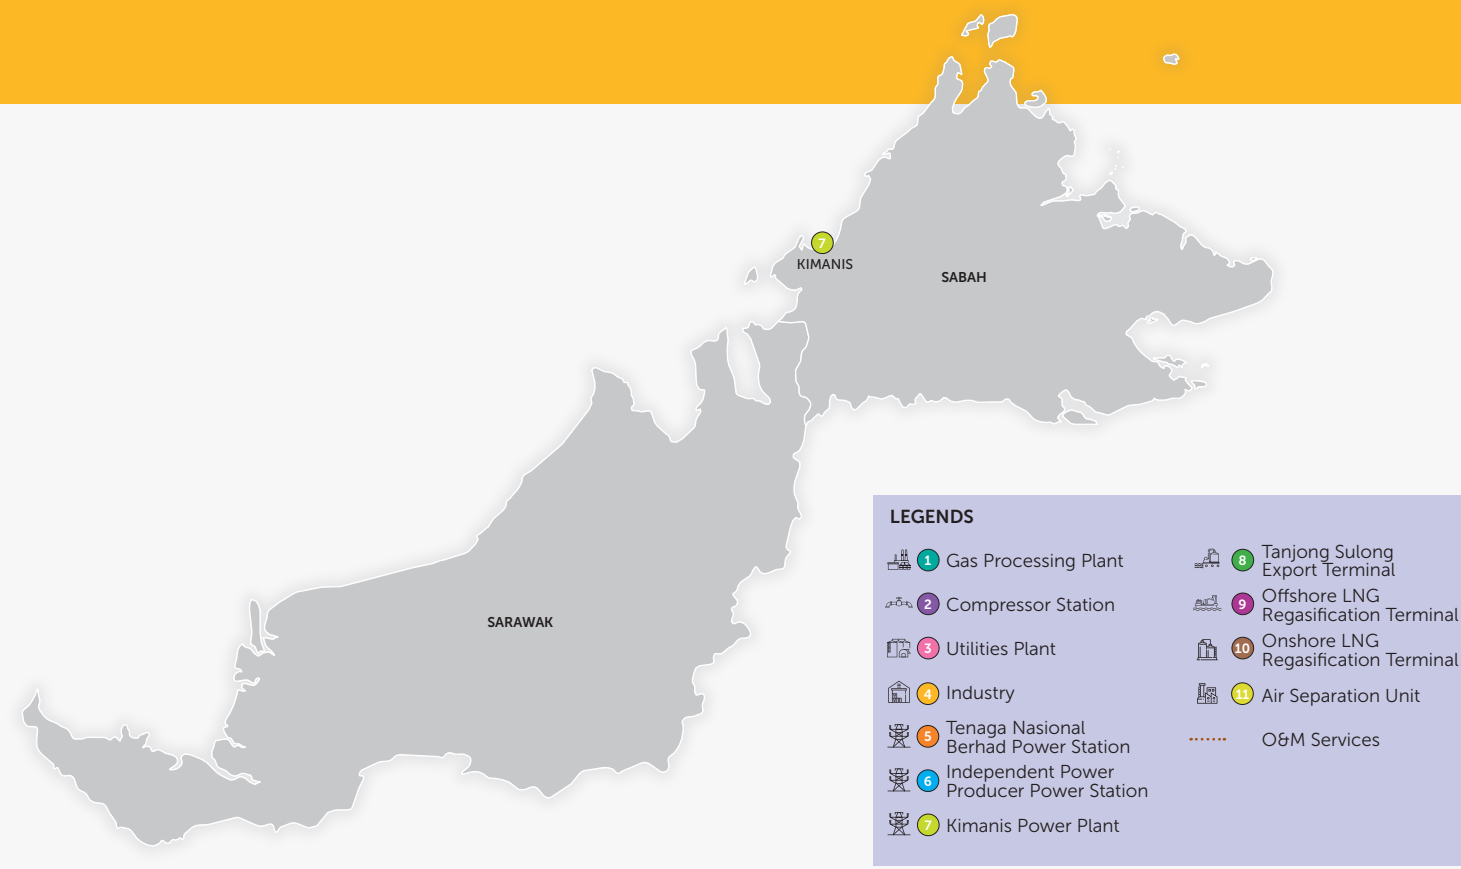 7
KIMANIS
SABAH
SARAWAK
LEGENDS
1 Gas Processing Plant
2 Compressor Station
3 Utilities Plant
4 Industry
5 Tenaga Nasional
Berhad Power Station
6 Independent Power
Producer Power Station
7 Kimanis Power Plant
8 Tanjong Sulong
Export Terminal
9 Offshore LNG
Regasification Terminal
10 Onshore LNG
Regasification Terminal
11 Air Separation Unit
O&M Services